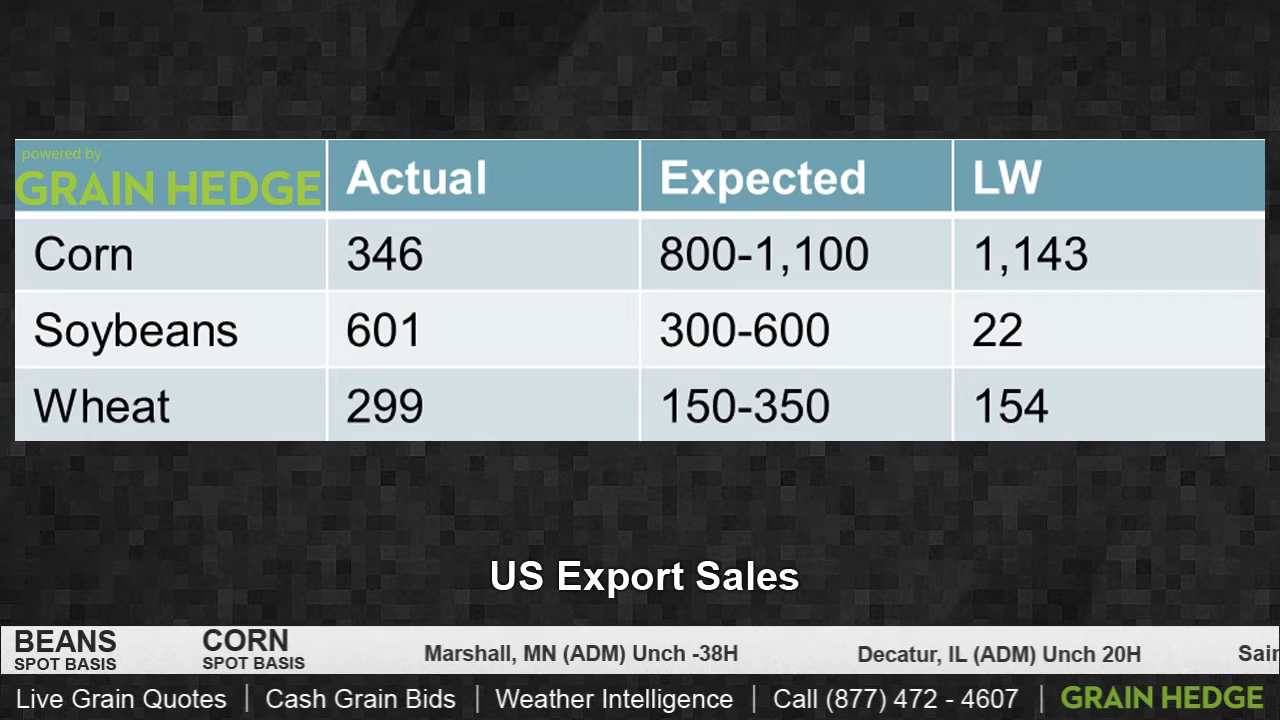 powered by
GRAIN HEDGE Actual Expected LW
Corn 346 800-1,100 1,143
Soybeans 601 300-600 22
Wheat 299 150-350 154
US Export Sales
BEANS CORN Marshall, MN (ADM) Unch -38H Decatur, IL (ADM) Unch 20H
SPOT BASIS SPOT BASIS
Live Grain Quotes | Cash Grain Bids | Weather Intelligence | Call (877) 472 - 4607 | GRAIN HEDGE